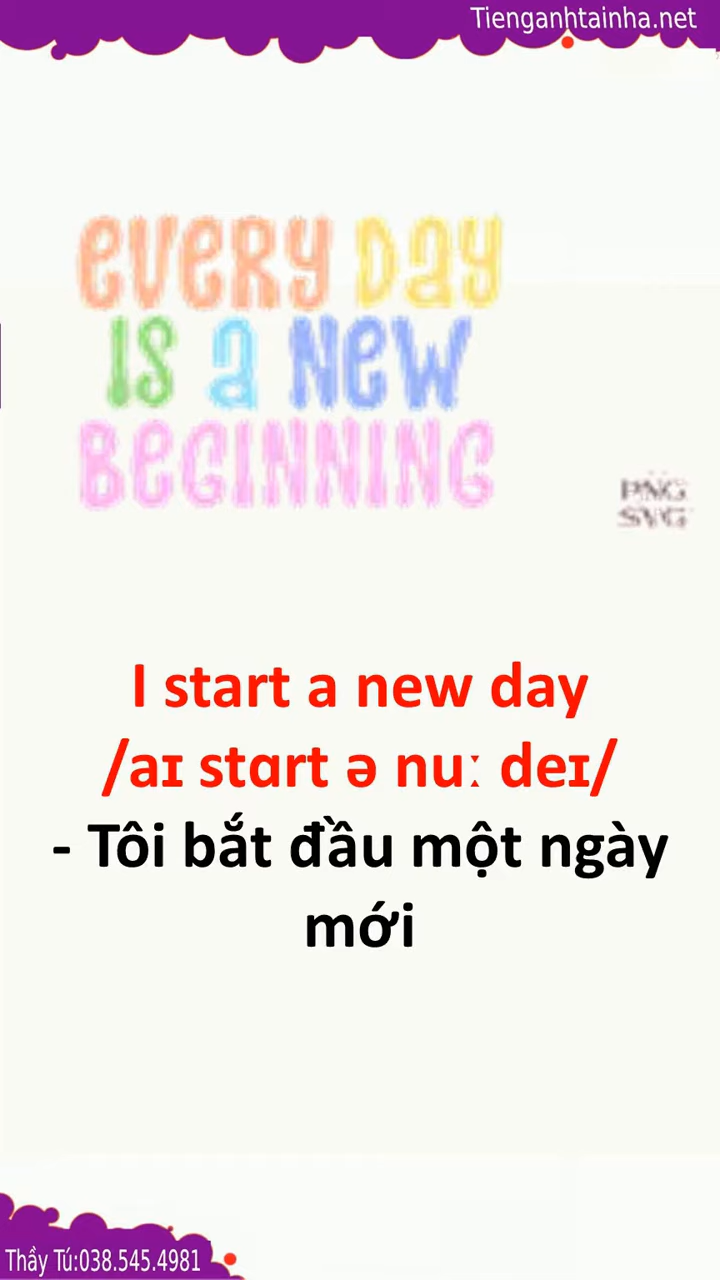 Tienganhtainha.net
EVERY DAY
IS A NEW
BEGINNING
PNG
SVG
I start a new day
/aɪ stɑrt ə nuː deɪ/
- Tôi bắt đầu một ngày
mới
Thầy Tú:038.545.4981